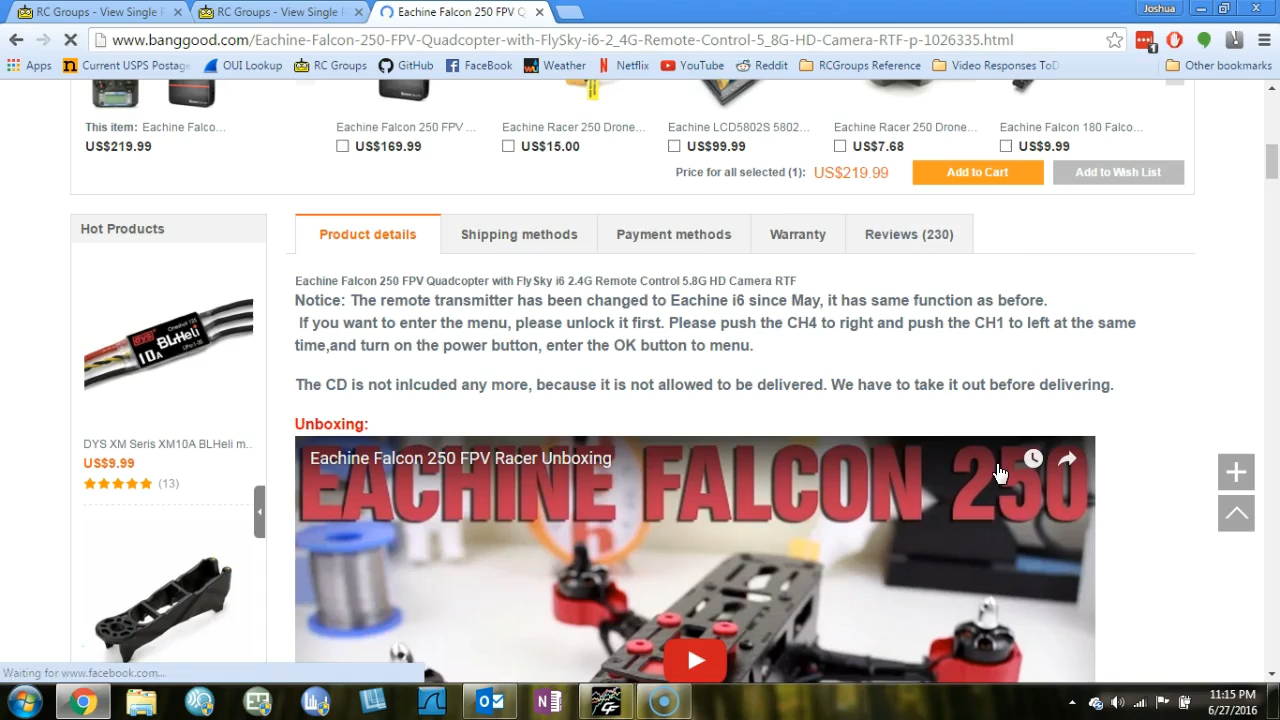 RC Groups - View Single P
RC Groups - View Single P
Eachine Falcon 250 FPV Q
Joshua
www.banggood.com/Eachine-Falcon-250-FPV-Quadcopter-with-FlySky-i6-2_4G-Remote-Control-5_8G-HD-Camera-RTF-p-1026335.html
Apps
Current USPS Postage
OUI Lookup
RC Groups
GitHub
FaceBook
Weather
Netflix
YouTube
Reddit
RCGroups Reference
Video Responses ToD
Other bookmarks
This item: Eachine Falco...
Eachine Falcon 250 FPV ...
Eachine Racer 250 Drone...
Eachine LCD5802S 5802...
Eachine Racer 250 Drone...
Eachine Falcon 180 Falco...
US$219.99
US$169.99
US$15.00
US$99.99
US$7.68
US$9.99
Price for all selected (1): US$219.99
Add to Cart
Add to Wish List
Hot Products
Product details
Shipping methods
Payment methods
Warranty
Reviews (230)
Eachine Falcon 250 FPV Quadcopter with FlySky i6 2.4G Remote Control 5.8G HD Camera RTF
Notice: The remote transmitter has been changed to Eachine i6 since May, it has same function as before.
If you want to enter the menu, please unlock it first. Please push the CH4 to right and push the CH1 to left at the same
time,and turn on the power button, enter the OK button to menu.
The CD is not inlcuded any more, because it is not allowed to be delivered. We have to take it out before delivering.
Unboxing:
DYS
BLHeli
10A
DYS XM Seris XM10A BLHeli m..
US$9.99
(13)
Eachine Falcon 250 FPV Racer Unboxing
EACHINE FALCON 250
Waiting for www.facebook.com...
11:15 PM
6/27/2016